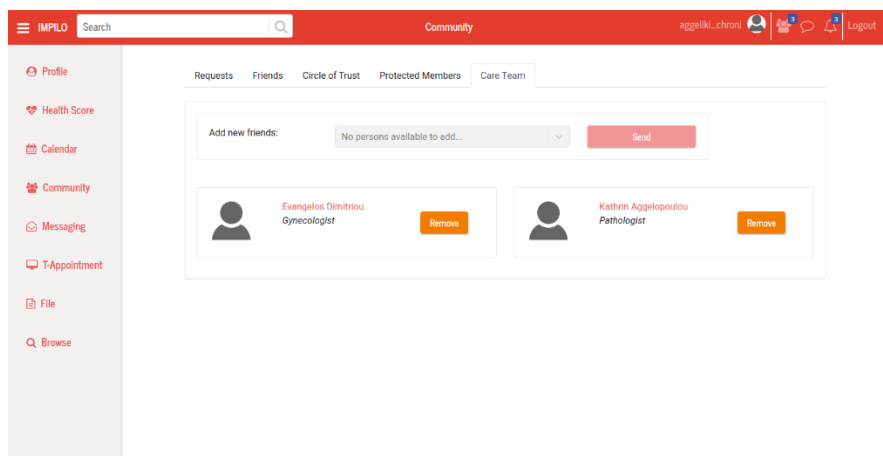 IMPILO
Search
Community
aggeliki_chroni
3
3
Logout
Profile
Health Score
Calendar
Community
Messaging
T-Appointment
File
Browse
Requests
Friends
Circle of Trust
Protected Members
Care Team
Add new friends:
No persons available to add...
Send
Evangelos Dimitriou
Gynecologist
Remove
Kathrin Aggelopoulou
Pathologist
Remove